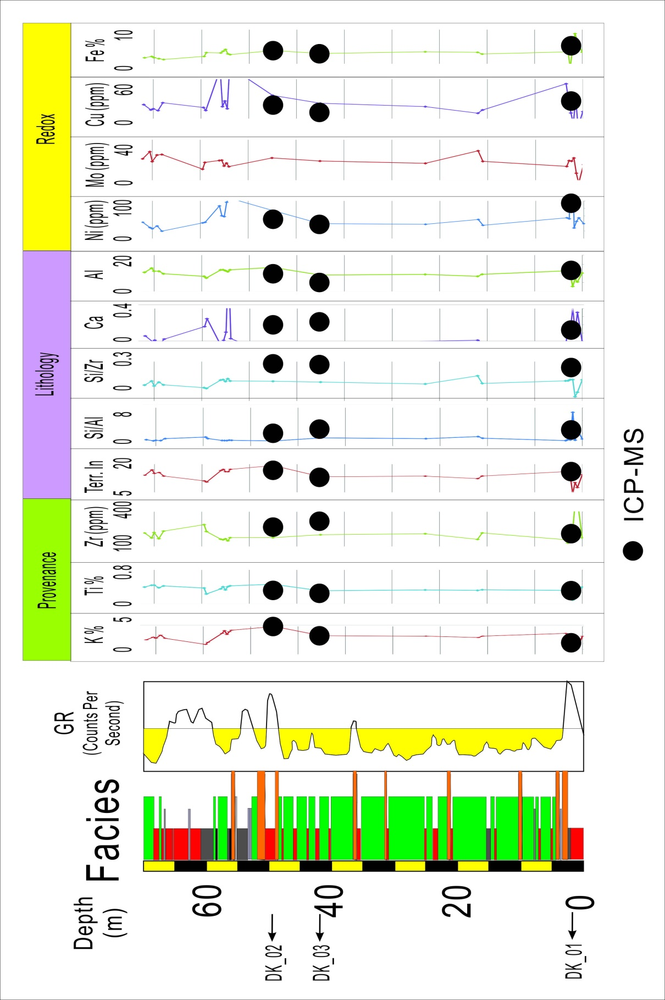 Depth
(m)
Facies
GR
(Counts Per
Second)
Provenance
Lithology
Redox
K %
0
5
Ti %
0
0.8
Zr (ppm)
100
400
Terr. In
5
20
Si/Al
0
8
Si/Zr
0
0.3
Ca
0
0.4
Al
0
20
Ni (ppm)
0
100
Mo (ppm)
0
40
Cu (ppm)
0
60
Fe %
0
10
60
40
20
0
DK_02
DK_03
DK_01
ICP-MS